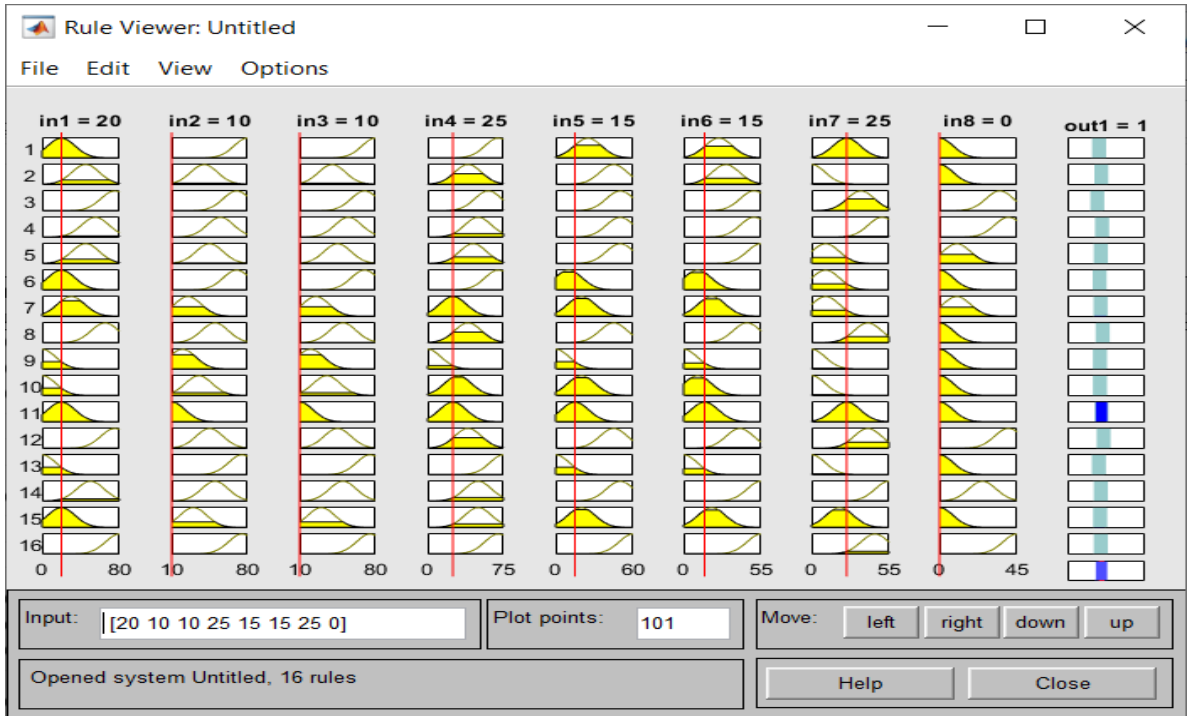 Rule Viewer: Untitled
File Edit View Options
in1 = 20 in2 = 10 in3 = 10 in4 = 25 in5 = 15 in6 = 15 in7 = 25 in8 = 0 out1 = 1
1
2
3
4
5
6
7
8
9
10
11
12
13
14
15
16
0 80 10 80 10 80 0 75 0 60 0 55 0 55 0 45
Input: [20 10 10 25 15 15 25 0] Plot points: 101 Move: left right down up
Opened system Untitled, 16 rules Help Close